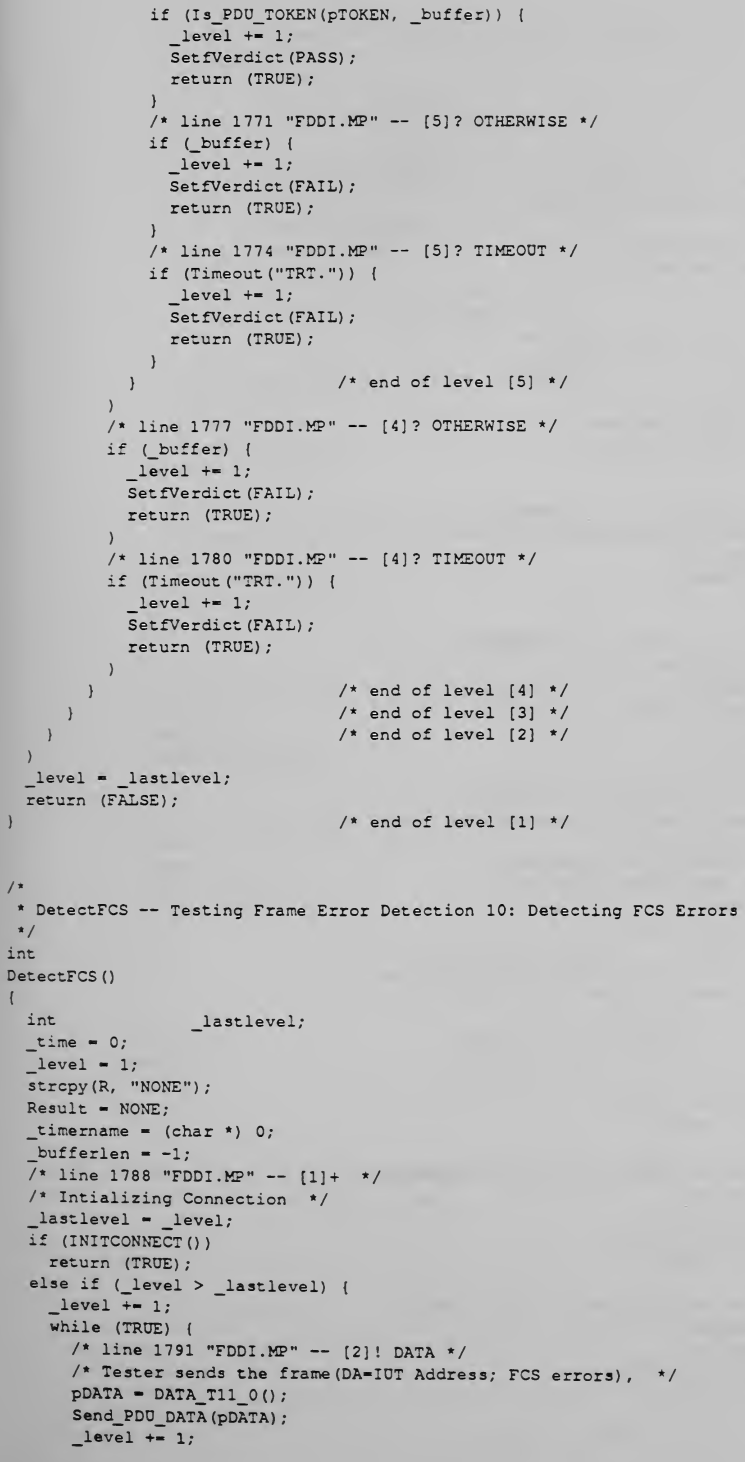 if (Is_PDU_TOKEN(pTOKEN, _buffer)) {
_level += 1;
SetfVerdict(PASS);
return (TRUE);
}
/* line 1771 "FDDI.MP" -- [5]? OTHERWISE */
if (_buffer) {
_level += 1;
SetfVerdict(FAIL);
return (TRUE);
}
/* line 1774 "FDDI.MP" -- [5]? TIMEOUT */
if (Timeout("TRT.")) {
_level += 1;
SetfVerdict(FAIL);
return (TRUE);
}
} /* end of level [5] */
}
/* line 1777 "FDDI.MP" -- [4]? OTHERWISE */
if (_buffer) {
_level += 1;
SetfVerdict(FAIL);
return (TRUE);
}
/* line 1780 "FDDI.MP" -- [4]? TIMEOUT */
if (Timeout("TRT.")) {
_level += 1;
SetfVerdict(FAIL);
return (TRUE);
}
} /* end of level [4] */
} /* end of level [3] */
} /* end of level [2] */
}
_level = _lastlevel;
return (FALSE);
} /* end of level [1] */
/*
* DetectFCS -- Testing Frame Error Detection 10: Detecting FCS Errors
*/
int
DetectFCS()
{
int _lastlevel;
_time = 0;
_level = 1;
strcpy(R, "NONE");
Result = NONE;
_timername = (char *) 0;
_bufferlen = -1;
/* line 1788 "FDDI.MP" -- [1]+ */
/* Intializing Connection */
_lastlevel = _level;
if (INITCONNECT())
return (TRUE);
else if (_level > _lastlevel) {
_level += 1;
while (TRUE) {
/* line 1791 "FDDI.MP" -- [2]! DATA */
/* Tester sends the frame(DA=IUT Address; FCS errors), */
pDATA = DATA_T11_0();
Send_PDU_DATA(pDATA);
_level += 1;